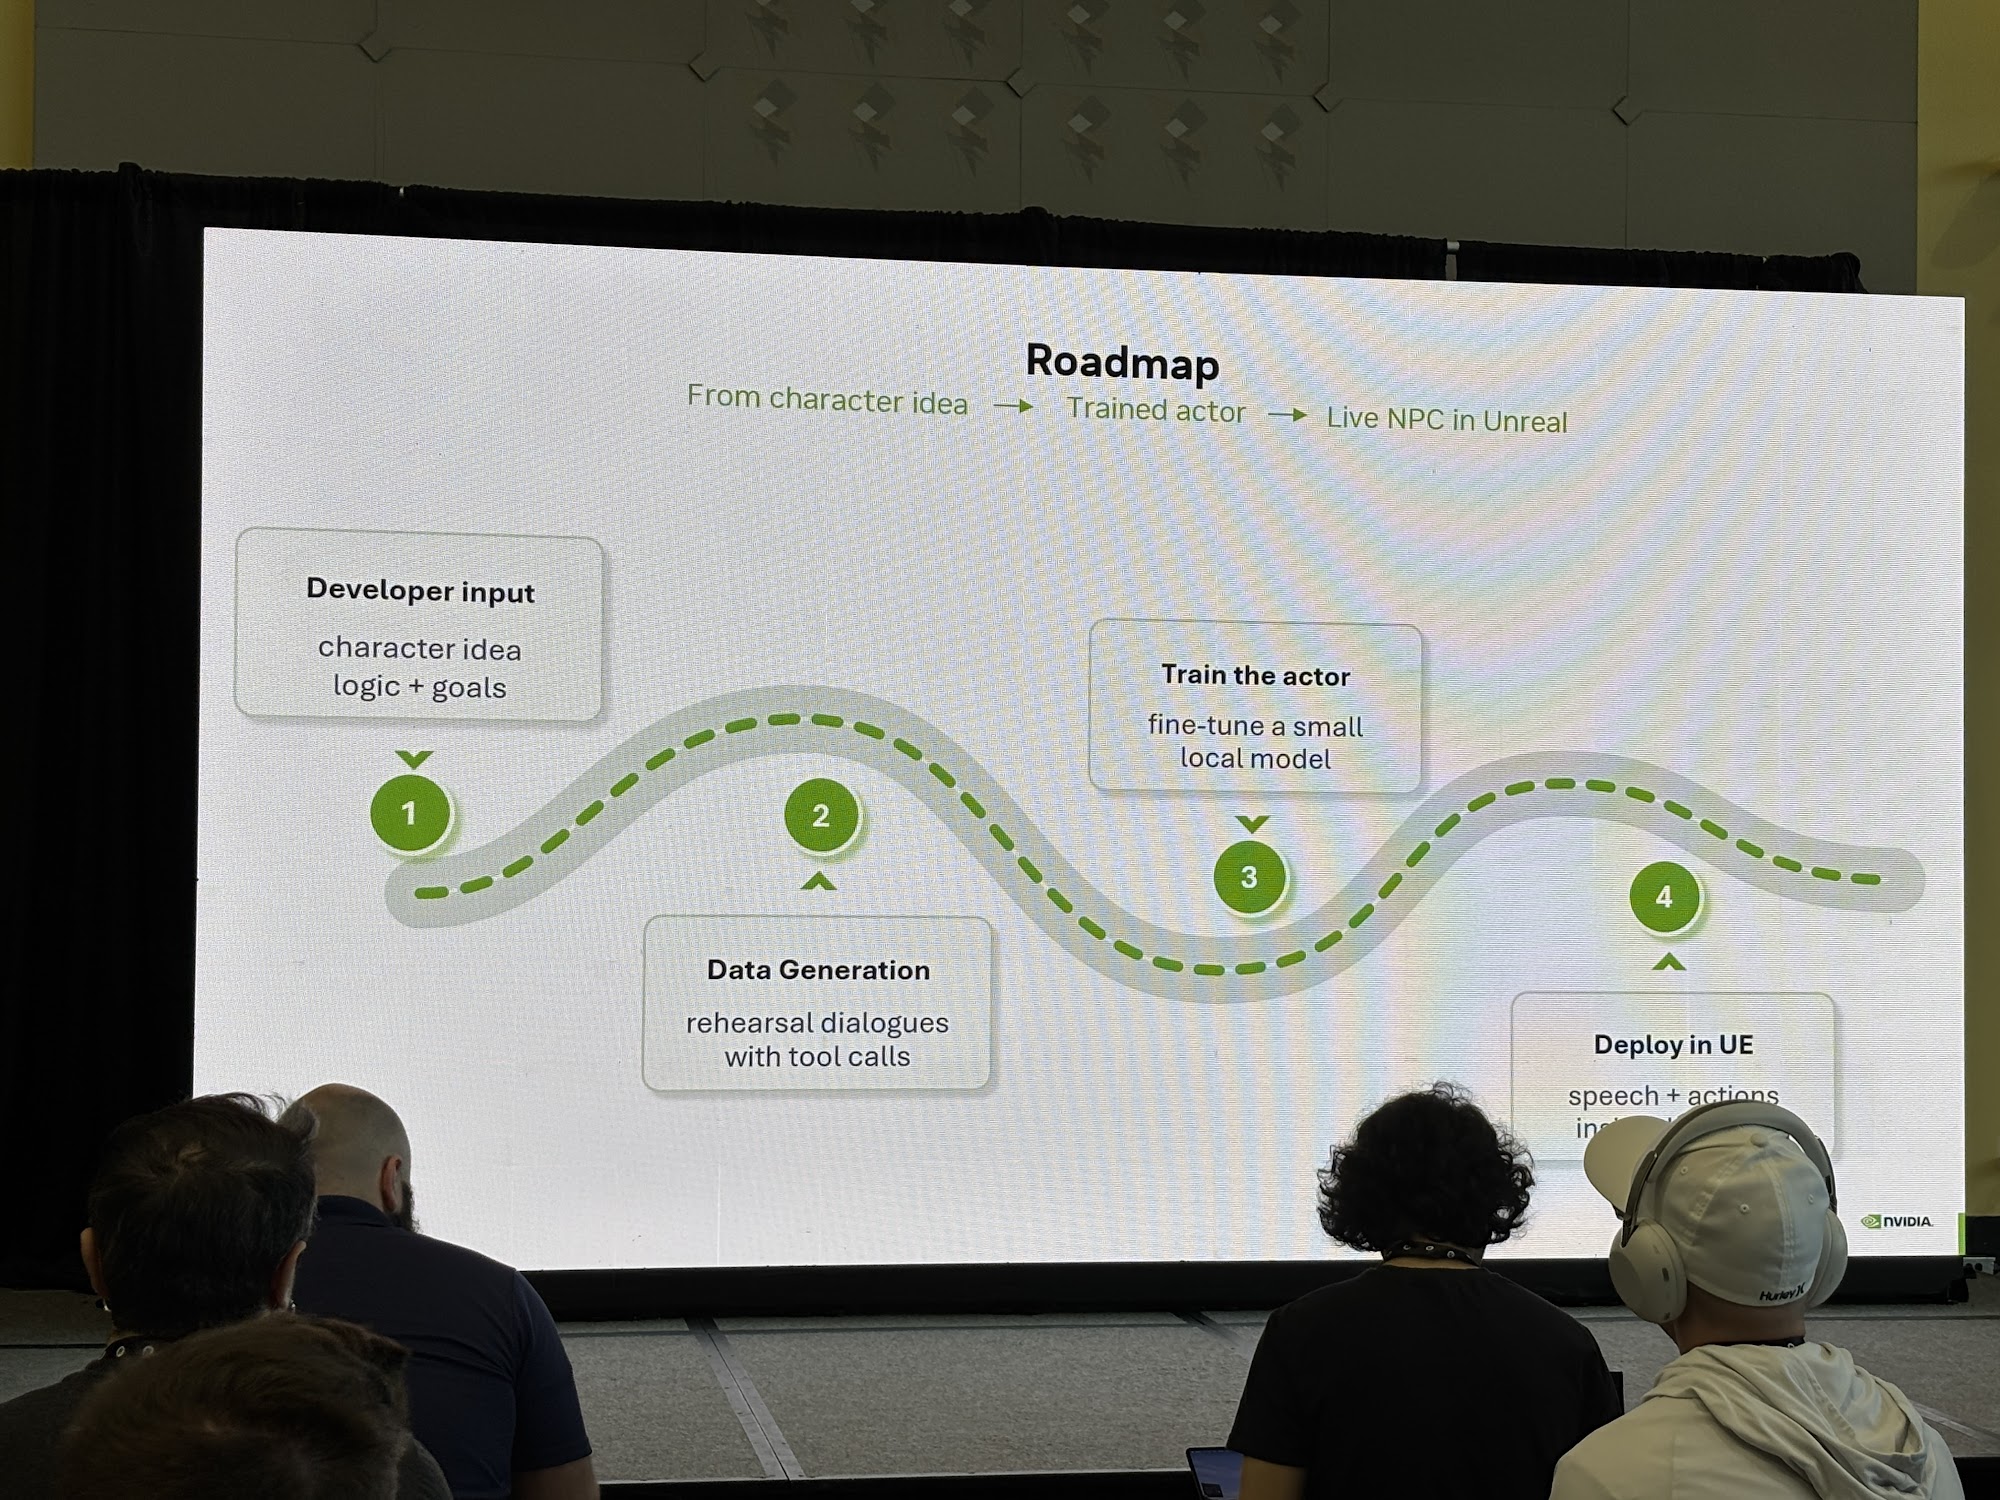 Roadmap
From character idea → Trained actor → Live NPC in Unreal
Developer input
character idea
logic + goals
1
2
Data Generation
rehearsal dialogues
with tool calls
Train the actor
fine-tune a small
local model
3
4
Deploy in UE
speech + actions
NVIDIA
Hurley